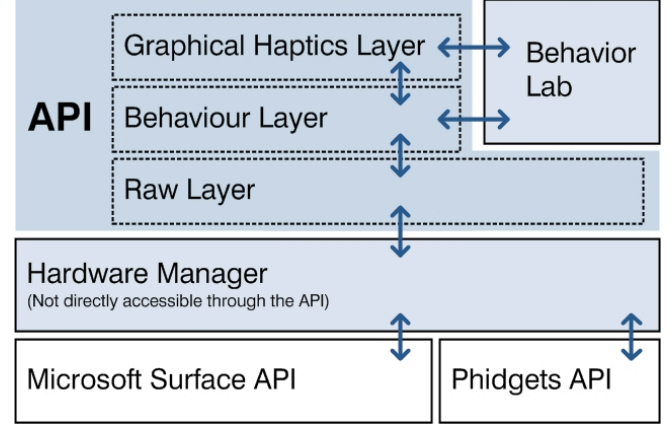 Graphical Haptics Layer
Behavior
Lab
API
Behaviour Layer
Raw Layer
Hardware Manager
(Not directly accessible through the API)
Microsoft Surface API
Phidgets API